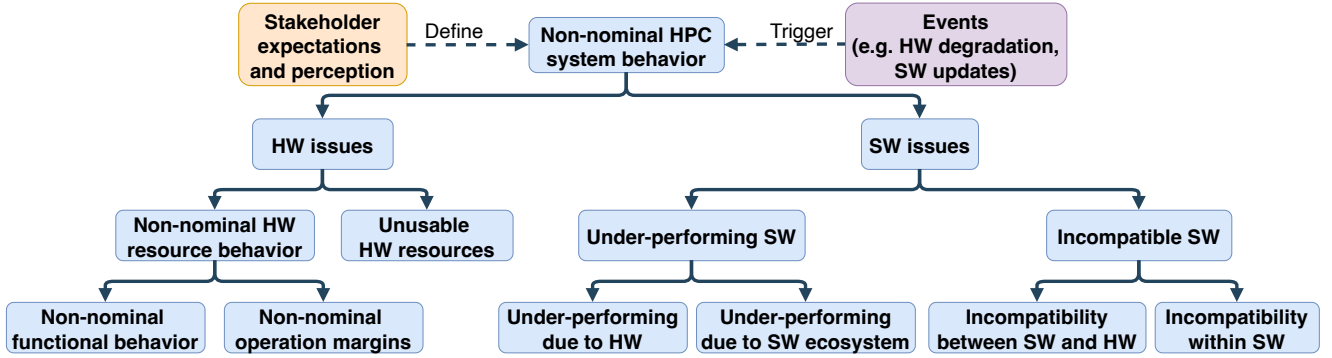 Stakeholder
expectations
and perception
Define
Non-nominal HPC
system behavior
Trigger
Events
(e.g. HW degradation,
SW updates)
HW issues
SW issues
Non-nominal HW
resource behavior
Unusable
HW resources
Under-performing SW
Incompatible SW
Non-nominal
functional behavior
Non-nominal
operation margins
Under-performing
due to HW
Under-performing
due to SW ecosystem
Incompatibility
between SW and HW
Incompatibility
within SW